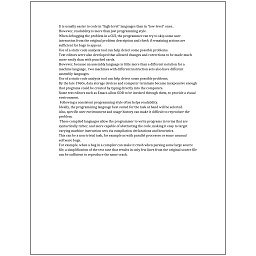 It is usually easier to code in "high-level" languages than in "low-level" ones.
However, readability is more than just programming style.
When debugging the problem in a GUI, the programmer can try to skip some user
interaction from the original problem description and check if remaining actions are
sufficient for bugs to appear.
Use of a static code analysis tool can help detect some possible problems.
Text editors were also developed that allowed changes and corrections to be made much
more easily than with punched cards.
However, because an assembly language is little more than a different notation for a
machine language, two machines with different instruction sets also have different
assembly languages.
Use of a static code analysis tool can help detect some possible problems.
By the late 1960s, data storage devices and computer terminals became inexpensive enough
that programs could be created by typing directly into the computers.
Some text editors such as Emacs allow GDB to be invoked through them, to provide a visual
environment.
Following a consistent programming style often helps readability.
Ideally, the programming language best suited for the task at hand will be selected.
Also, specific user environment and usage history can make it difficult to reproduce the
problem.
These compiled languages allow the programmer to write programs in terms that are
syntactically richer, and more capable of abstracting the code, making it easy to target
varying machine instruction sets via compilation declarations and heuristics.
This can be a non-trivial task, for example as with parallel processes or some unusual
software bugs.
For example, when a bug in a compiler can make it crash when parsing some large source
file, a simplification of the test case that results in only few lines from the original source file
can be sufficient to reproduce the same crash.